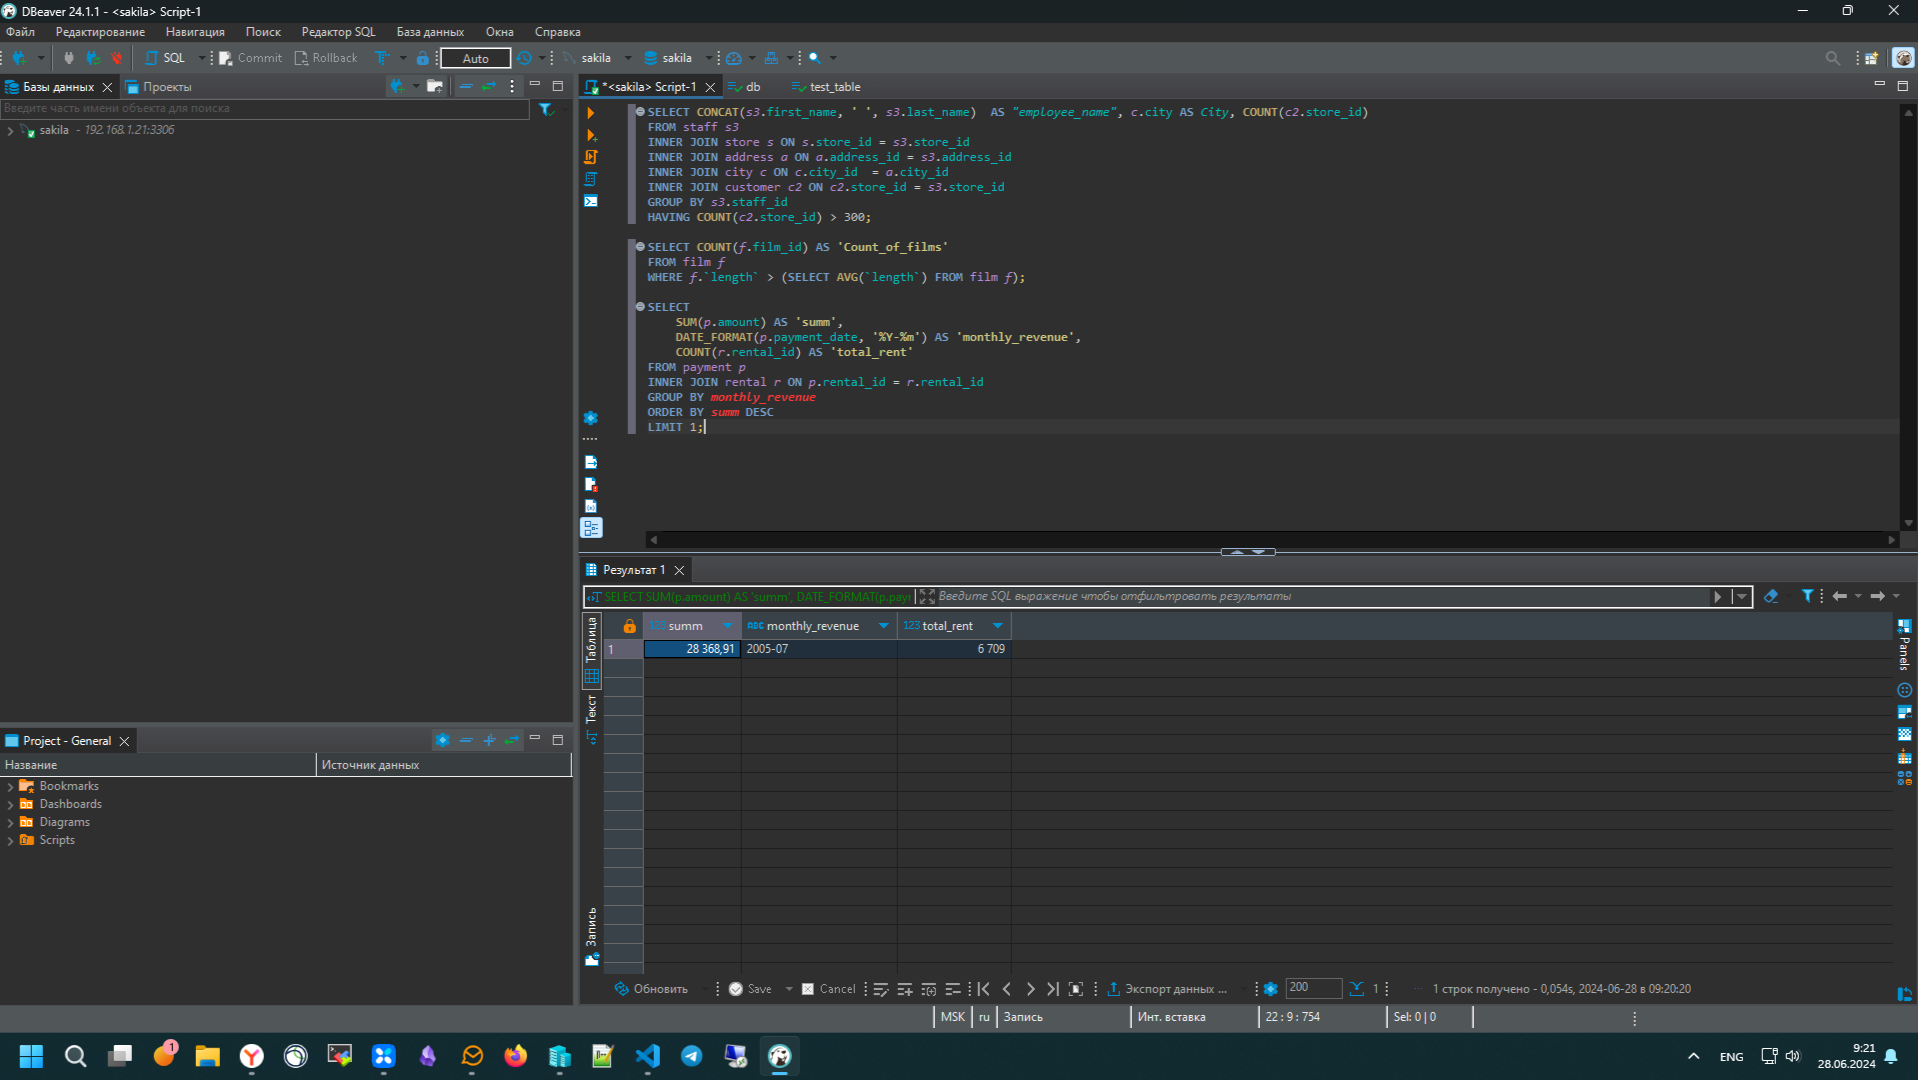 DBeaver 24.1.1 - <sakila> Script-1
Файл Редактирование Навигация Поиск Редактор SQL База данных Окна Справка
SQL Commit Rollback Auto sakila sakila
Базы данных Проекты
Введите часть имени объекта для поиска
sakila - 192.168.1.21:3306
*<sakila> Script-1 db test_table
SELECT CONCAT(s3.first_name, ' ', s3.last_name)  AS "employee_name", c.city AS City, COUNT(c2.store_id)
FROM staff s3
INNER JOIN store s ON s.store_id = s3.store_id
INNER JOIN address a ON a.address_id = s3.address_id
INNER JOIN city c ON c.city_id  = a.city_id
INNER JOIN customer c2 ON c2.store_id = s3.store_id
GROUP BY s3.staff_id
HAVING COUNT(c2.store_id) > 300;
SELECT COUNT(f.film_id) AS 'Count_of_films'
FROM film f
WHERE f.`length` > (SELECT AVG(`length`) FROM film f);
SELECT
SUM(p.amount) AS 'summ',
DATE_FORMAT(p.payment_date, '%Y-%m') AS 'monthly_revenue',
COUNT(r.rental_id) AS 'total_rent'
FROM payment p
INNER JOIN rental r ON p.rental_id = r.rental_id
GROUP BY monthly_revenue
ORDER BY summ DESC
LIMIT 1;
Результат 1
SELECT SUM(p.amount) AS 'summ', DATE_FORMAT(p.payr Введите SQL выражение чтобы отфильтровать результаты
Таблица
Текст
Запись
Panels
123 summ ABC monthly_revenue 123 total_rent
1 28 368,91 2005-07 6 709
Project - General
Название Источник данных
Bookmarks
Dashboards
Diagrams
Scripts
Обновить Save Cancel Экспорт данных ... 200 1 1 строк получено - 0,054s, 2024-06-28 в 09:20:20
MSK ru Запись Инт. вставка 22 : 9 : 754 Sel: 0 | 0
1
ENG
9:21
28.06.2024